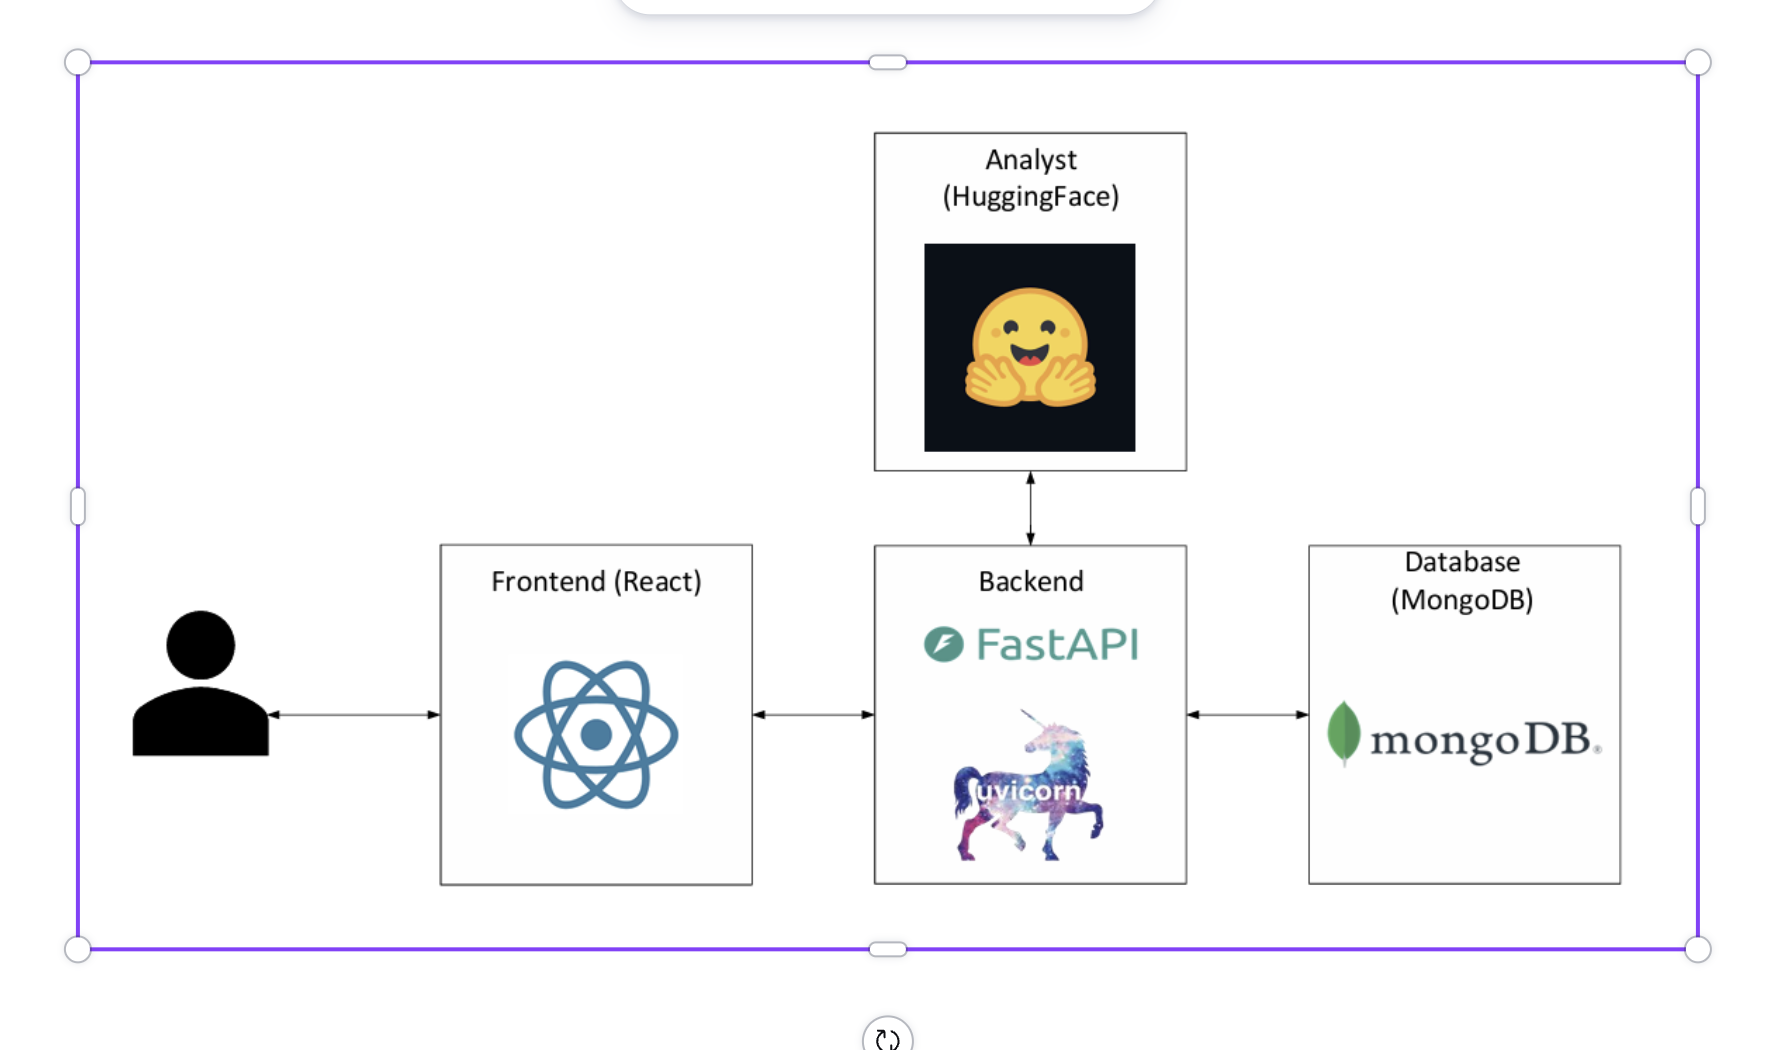 Analyst
(HuggingFace)
Frontend (React)
Backend
FastAPI
uvicorn
Database
(MongoDB)
mongoDB®